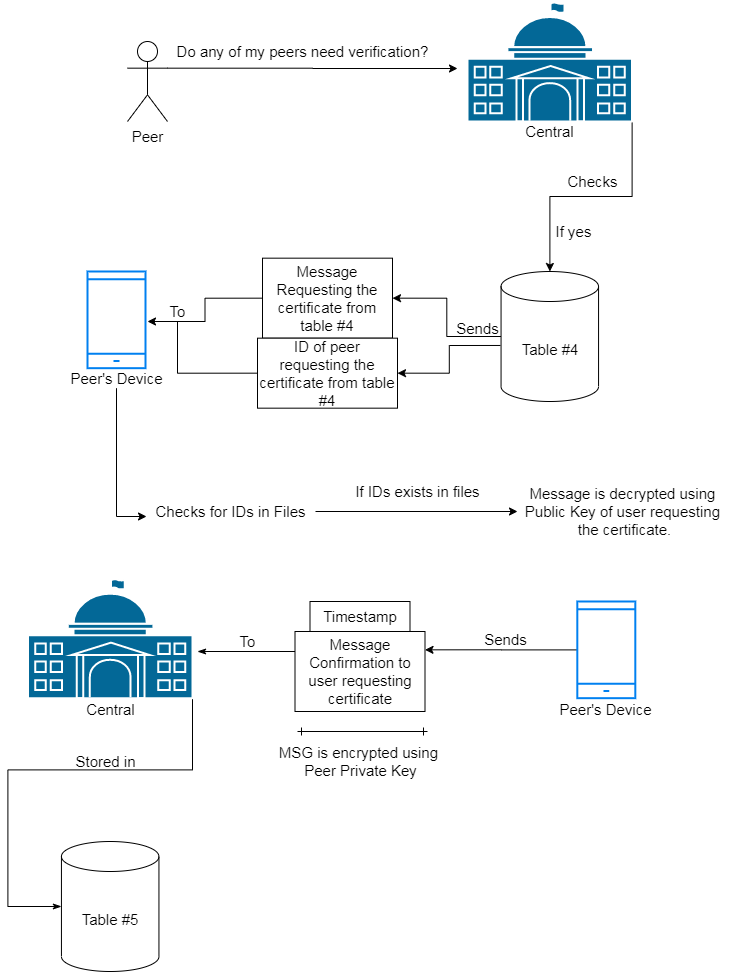 Do any of my peers need verification?
Peer
Central
Checks
If yes
Message
Requesting the
certificate from
table #4
To
Sends
ID of peer
requesting the
certificate from table
#4
Table #4
Peer's Device
If IDs exists in files
Checks for IDs in Files
Message is decrypted using
Public Key of user requesting
the certificate.
Timestamp
To
Message
Confirmation to
user requesting
certificate
Sends
Central
Peer's Device
MSG is encrypted using
Peer Private Key
Stored in
Table #5